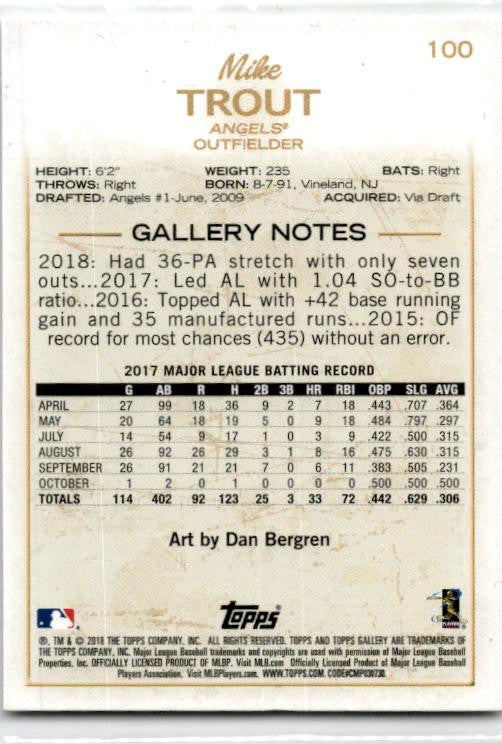 100
Mike
TROUT
ANGELS®
OUTFIELDER
HEIGHT: 6'2" WEIGHT: 235 BATS: Right
THROWS: Right BORN: 8-7-91, Vineland, NJ
DRAFTED: Angels #1-June, 2009 ACQUIRED: Via Draft
GALLERY NOTES
2018: Had 36-PA stretch with only seven
outs...2017: Led AL with 1.04 SO-to-BB
ratio...2016: Topped AL with +42 base running
gain and 35 manufactured runs...2015: OF
record for most chances (435) without an error.
2017 MAJOR LEAGUE BATTING RECORD
G AB R H 2B 3B HR RBI OBP SLG AVG
APRIL 27 99 18 36 9 2 7 18 .443 .707 .364
MAY 20 64 18 19 5 0 9 18 .484 .797 .297
JULY 14 54 9 17 1 0 3 9 .422 .500 .315
AUGUST 26 92 26 29 3 1 8 16 .475 .630 .315
SEPTEMBER 26 91 21 21 7 0 6 11 .383 .505 .231
OCTOBER 1 2 0 1 0 0 0 0 .500 .500 .500
TOTALS 114 402 92 123 25 3 33 72 .442 .629 .306
Art by Dan Bergren
Topps
PLAYERS
®, TM & © 2018 THE TOPPS COMPANY, INC. ALL RIGHTS RESERVED. TOPPS AND TOPPS GALLERY ARE TRADEMARKS OF
THE TOPPS COMPANY, INC. Major League Baseball trademarks and copyrights are used with permission of Major League Baseball
Properties, Inc. OFFICIALLY LICENSED PRODUCT OF MLBP. Visit MLB.com Officially Licensed Product of Major League Baseball
Players Association. Visit MLBPlayers.com. WWW.TOPPS.COM. CODE#CMP030730.